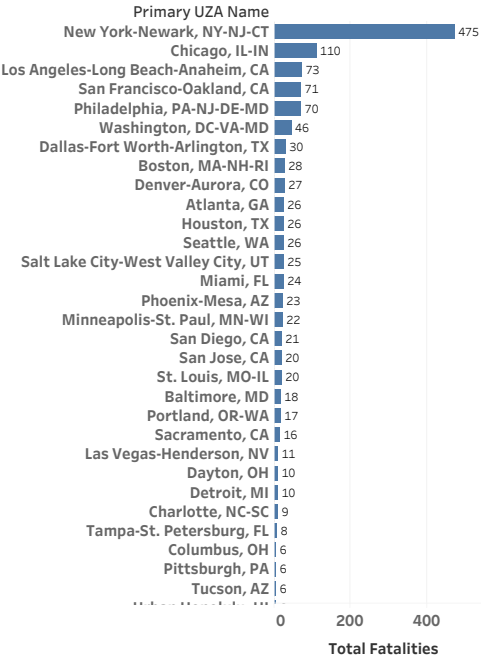 Primary UZA Name
New York-Newark, NY-NJ-CT 475
Chicago, IL-IN 110
Los Angeles-Long Beach-Anaheim, CA 73
San Francisco-Oakland, CA 71
Philadelphia, PA-NJ-DE-MD 70
Washington, DC-VA-MD 46
Dallas-Fort Worth-Arlington, TX 30
Boston, MA-NH-RI 28
Denver-Aurora, CO 27
Atlanta, GA 26
Houston, TX 26
Seattle, WA 26
Salt Lake City-West Valley City, UT 25
Miami, FL 24
Phoenix-Mesa, AZ 23
Minneapolis-St. Paul, MN-WI 22
San Diego, CA 21
San Jose, CA 20
St. Louis, MO-IL 20
Baltimore, MD 18
Portland, OR-WA 17
Sacramento, CA 16
Las Vegas-Henderson, NV 11
Dayton, OH 10
Detroit, MI 10
Charlotte, NC-SC 9
Tampa-St. Petersburg, FL 8
Columbus, OH 6
Pittsburgh, PA 6
Tucson, AZ 6
0 200 400
Total Fatalities